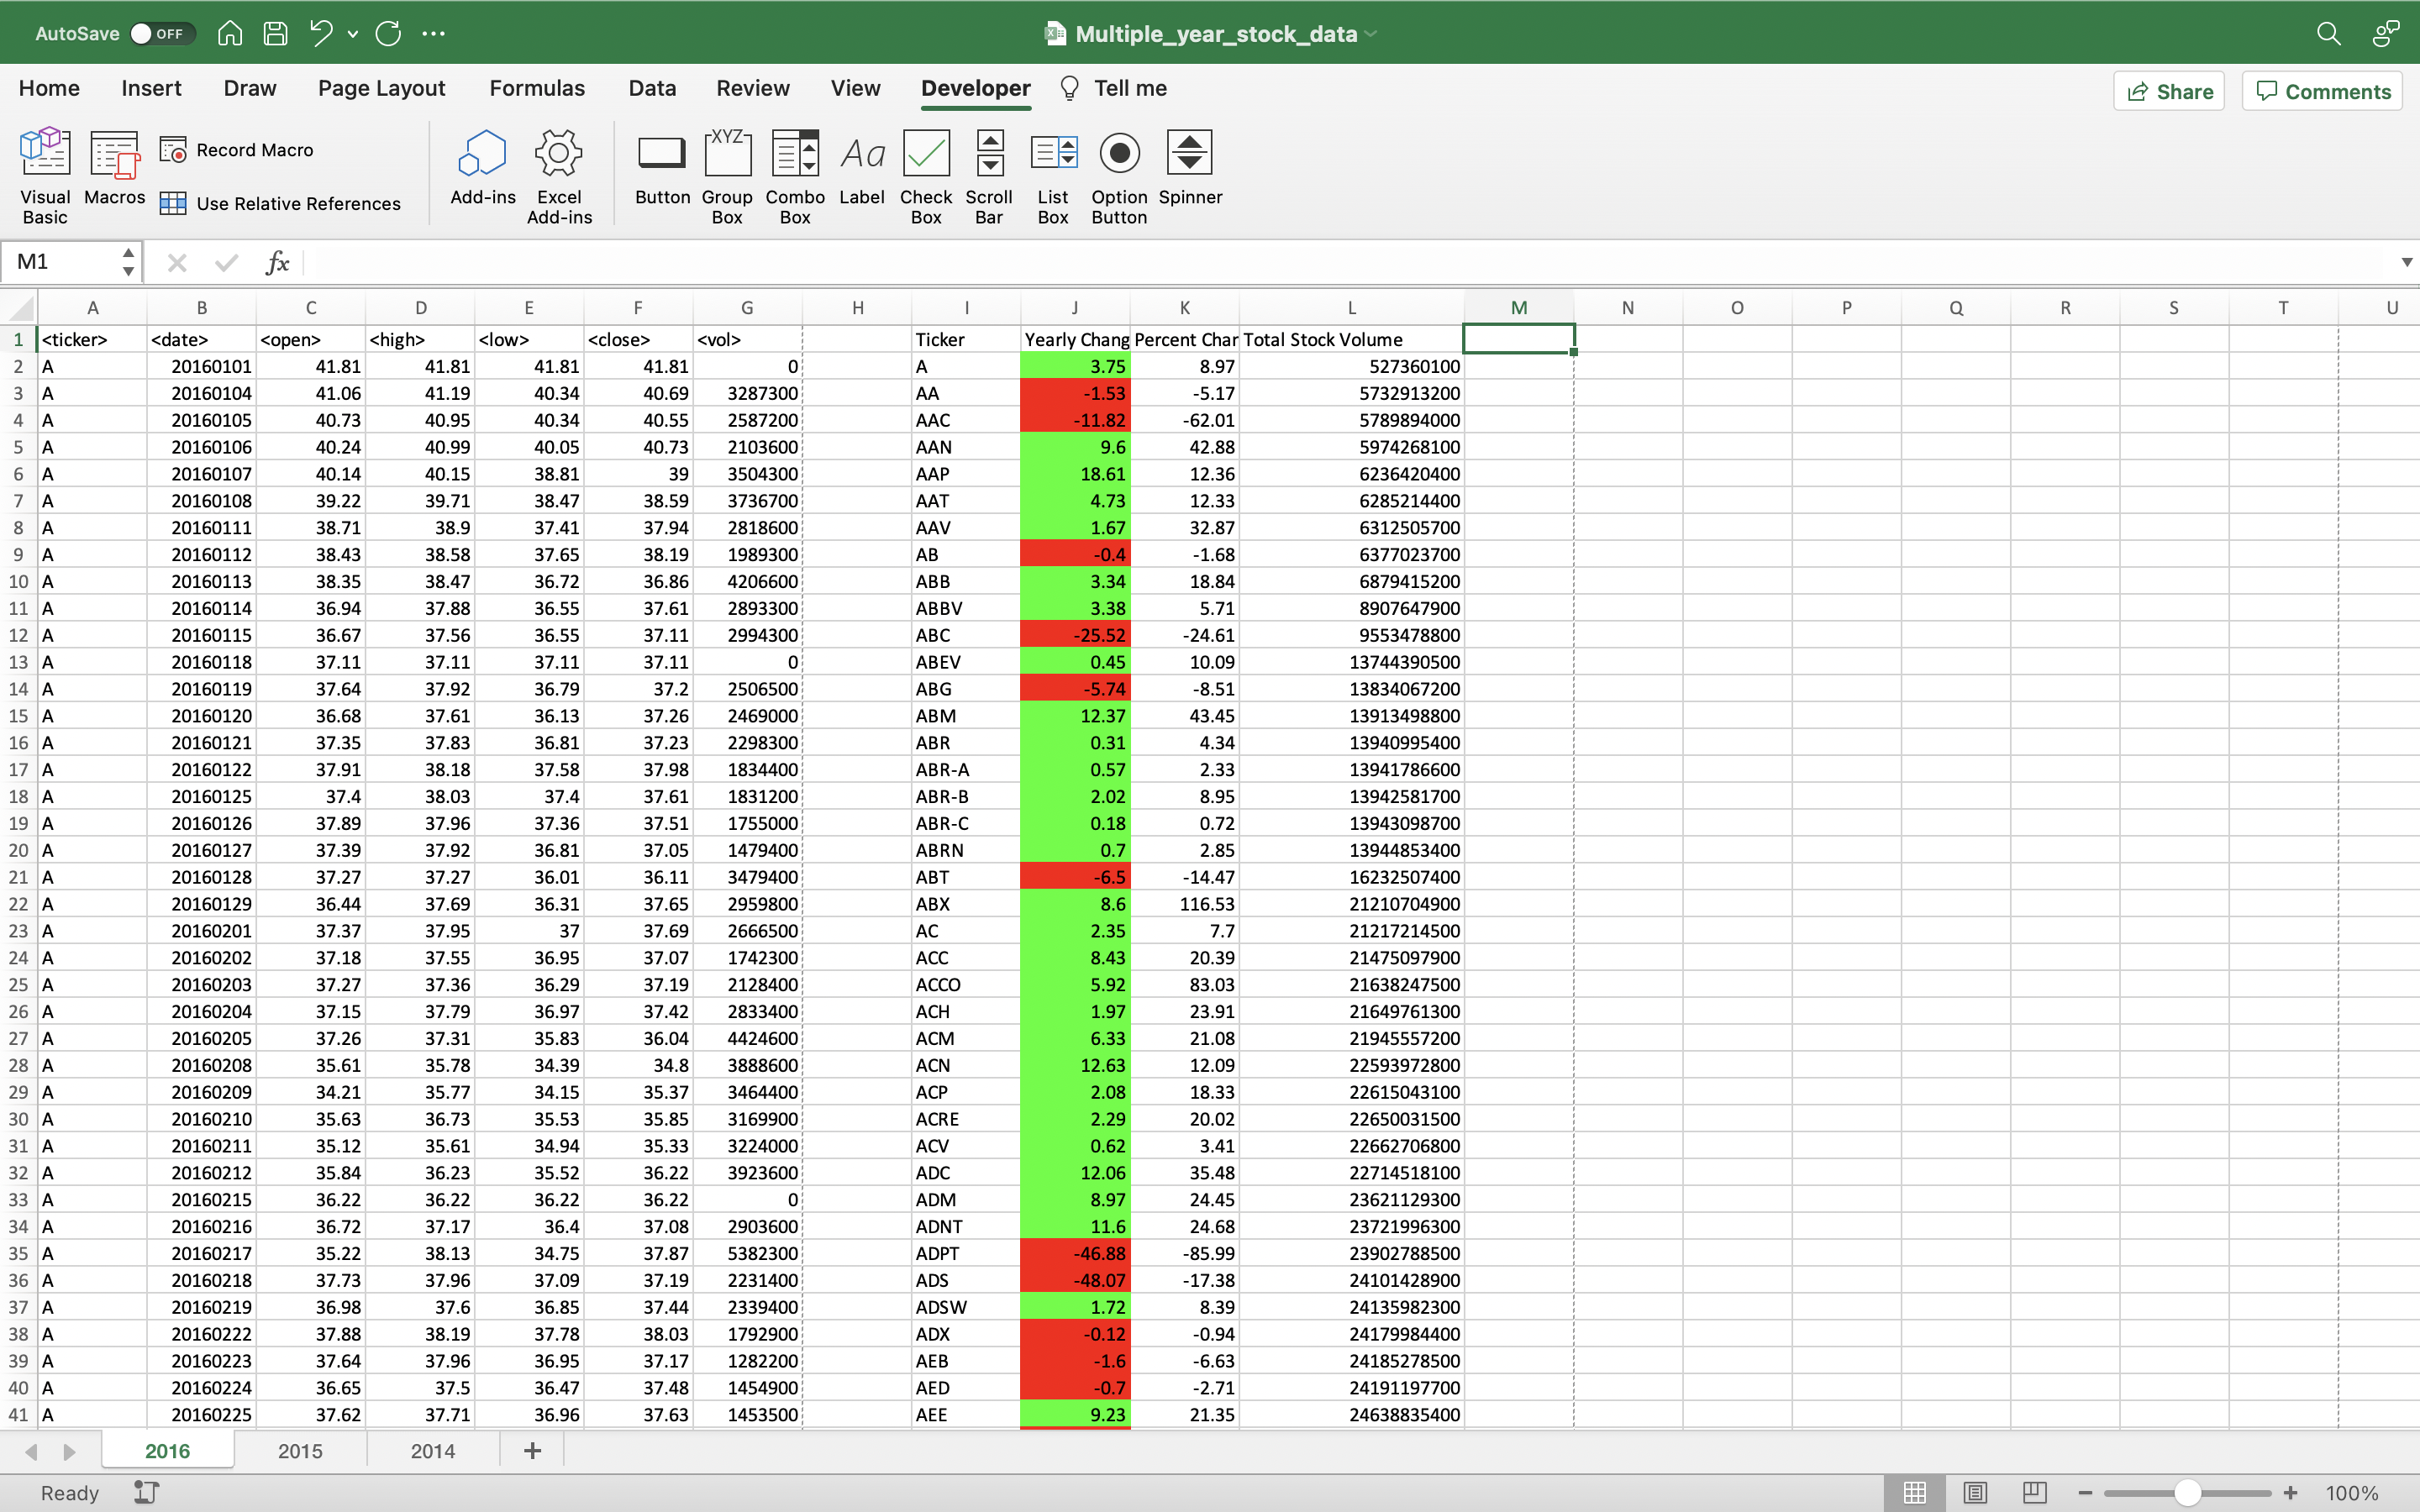 AutoSave OFF Multiple_year_stock_data
Home Insert Draw Page Layout Formulas Data Review View Developer Tell me Share Comments
Visual Basic Macros Record Macro Use Relative References Add-ins Excel Add-ins Button Group Box Combo Box Aa Label Check Box Scroll Bar List Box Option Button Spinner
XYZ
M1 fx
A B C D E F G H I J K L M N O P Q R S T U
1 <ticker> <date> <open> <high> <low> <close> <vol> Ticker Yearly Chang Percent Char Total Stock Volume
2 A 20160101 41.81 41.81 41.81 41.81 0 A 3.75 8.97 527360100
3 A 20160104 41.06 41.19 40.34 40.69 3287300 AA -1.53 -5.17 5732913200
4 A 20160105 40.73 40.95 40.34 40.55 2587200 AAC -11.82 -62.01 5789894000
5 A 20160106 40.24 40.99 40.05 40.73 2103600 AAN 9.6 42.88 5974268100
6 A 20160107 40.14 40.15 38.81 39 3504300 AAP 18.61 12.36 6236420400
7 A 20160108 39.22 39.71 38.47 38.59 3736700 AAT 4.73 12.33 6285214400
8 A 20160111 38.71 38.9 37.41 37.94 2818600 AAV 1.67 32.87 6312505700
9 A 20160112 38.43 38.58 37.65 38.19 1989300 AB -0.4 -1.68 6377023700
10 A 20160113 38.35 38.47 36.72 36.86 4206600 ABB 3.34 18.84 6879415200
11 A 20160114 36.94 37.88 36.55 37.61 2893300 ABBV 3.38 5.71 8907647900
12 A 20160115 36.67 37.56 36.55 37.11 2994300 ABC -25.52 -24.61 9553478800
13 A 20160118 37.11 37.11 37.11 37.11 0 ABEV 0.45 10.09 13744390500
14 A 20160119 37.64 37.92 36.79 37.2 2506500 ABG -5.74 -8.51 13834067200
15 A 20160120 36.68 37.61 36.13 37.26 2469000 ABM 12.37 43.45 13913498800
16 A 20160121 37.35 37.83 36.81 37.23 2298300 ABR 0.31 4.34 13940995400
17 A 20160122 37.91 38.18 37.58 37.98 1834400 ABR-A 0.57 2.33 13941786600
18 A 20160125 37.4 38.03 37.4 37.61 1831200 ABR-B 2.02 8.95 13942581700
19 A 20160126 37.89 37.96 37.36 37.51 1755000 ABR-C 0.18 0.72 13943098700
20 A 20160127 37.39 37.92 36.81 37.05 1479400 ABRN 0.7 2.85 13944853400
21 A 20160128 37.27 37.27 36.01 36.11 3479400 ABT -6.5 -14.47 16232507400
22 A 20160129 36.44 37.69 36.31 37.65 2959800 ABX 8.6 116.53 21210704900
23 A 20160201 37.37 37.95 37 37.69 2666500 AC 2.35 7.7 21217214500
24 A 20160202 37.18 37.55 36.95 37.07 1742300 ACC 8.43 20.39 21475097900
25 A 20160203 37.27 37.36 36.29 37.19 2128400 ACCO 5.92 83.03 21638247500
26 A 20160204 37.15 37.79 36.97 37.42 2833400 ACH 1.97 23.91 21649761300
27 A 20160205 37.26 37.31 35.83 36.04 4424600 ACM 6.33 21.08 21945557200
28 A 20160208 35.61 35.78 34.39 34.8 3888600 ACN 12.63 12.09 22593972800
29 A 20160209 34.21 35.77 34.15 35.37 3464400 ACP 2.08 18.33 22615043100
30 A 20160210 35.63 36.73 35.53 35.85 3169900 ACRE 2.29 20.02 22650031500
31 A 20160211 35.12 35.61 34.94 35.33 3224000 ACV 0.62 3.41 22662706800
32 A 20160212 35.84 36.23 35.52 36.22 3923600 ADC 12.06 35.48 22714518100
33 A 20160215 36.22 36.22 36.22 36.22 0 ADM 8.97 24.45 23621129300
34 A 20160216 36.72 37.17 36.4 37.08 2903600 ADNT 11.6 24.68 23721996300
35 A 20160217 35.22 38.13 34.75 37.87 5382300 ADPT -46.88 -85.99 23902788500
36 A 20160218 37.73 37.96 37.09 37.19 2231400 ADS -48.07 -17.38 24101428900
37 A 20160219 36.98 37.6 36.85 37.44 2339400 ADSW 1.72 8.39 24135982300
38 A 20160222 37.88 38.19 37.78 38.03 1792900 ADX -0.12 -0.94 24179984400
39 A 20160223 37.64 37.96 36.95 37.17 1282200 AEB -1.6 -6.63 24185278500
40 A 20160224 36.65 37.5 36.47 37.48 1454900 AED -0.7 -2.71 24191197700
41 A 20160225 37.62 37.71 36.96 37.63 1453500 AEE 9.23 21.35 24638835400
2016 2015 2014 +
Ready 100%